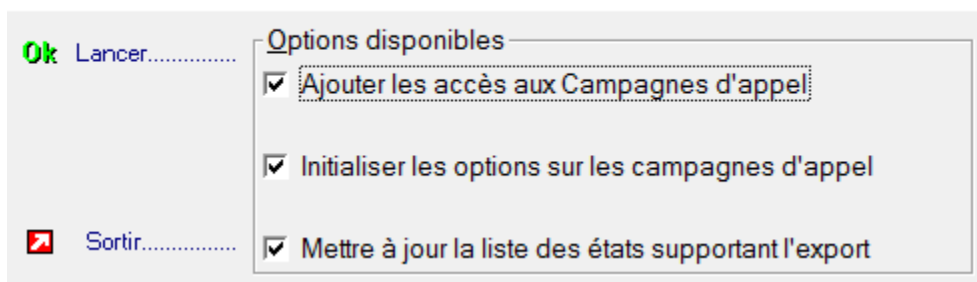 Options disponibles
Ok Lancer...............
Ajouter les accès aux Campagnes d'appel
Initialiser les options sur les campagnes d'appel
Sortir................
Mettre à jour la liste des états supportant l'export